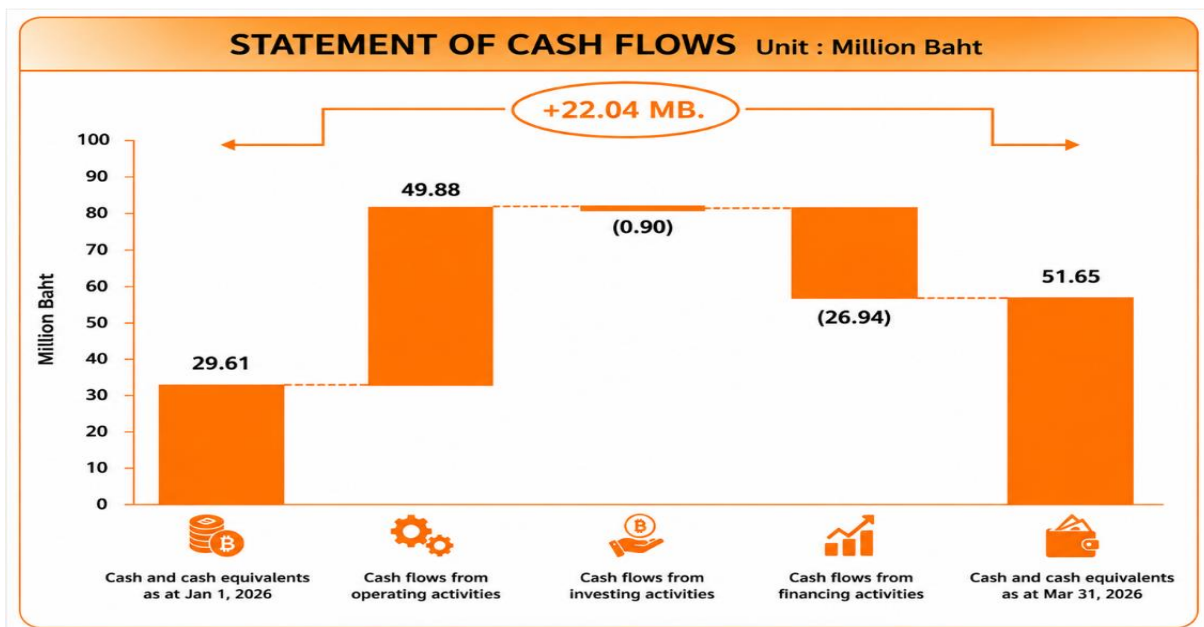 STATEMENT OF CASH FLOWS Unit : Million Baht
+22.04 MB.
Million Baht
100
90
80
70
60
50
40
30
20
10
0
29.61
49.88
(0.90)
(26.94)
51.65
Cash and cash equivalents
as at Jan 1, 2026
Cash flows from
operating activities
Cash flows from
investing activities
Cash flows from
financing activities
Cash and cash equivalents
as at Mar 31, 2026